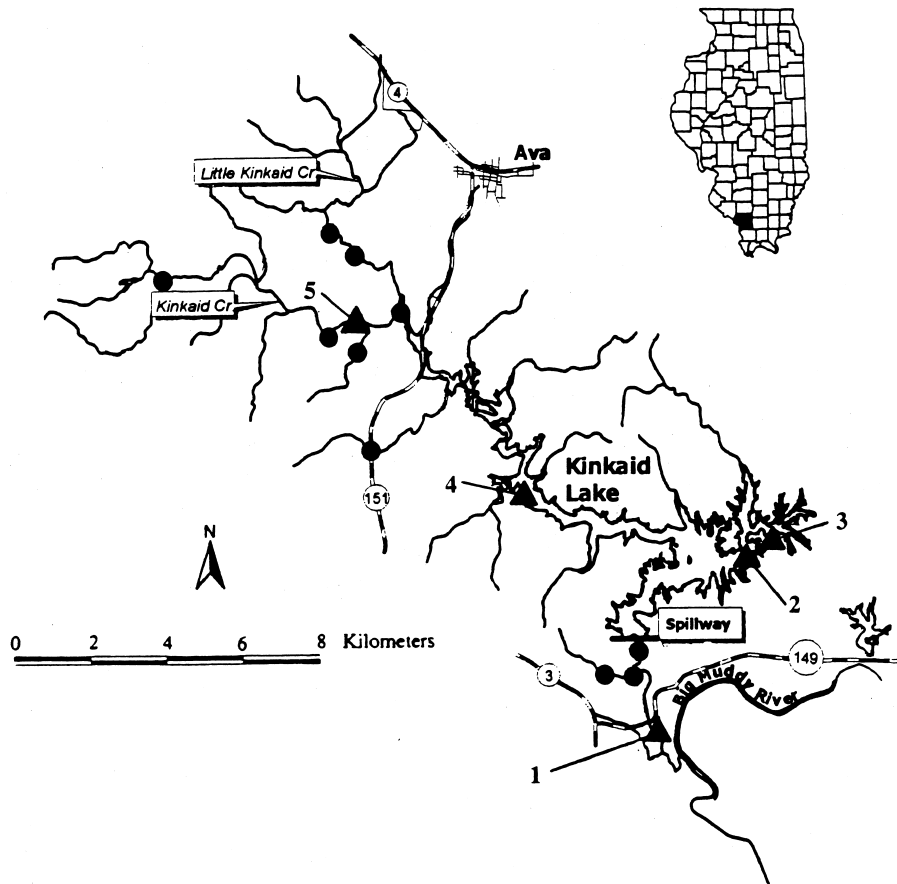 4
Ava
Little Kinkaid Cr
5
Kinkaid Cr
Kinkaid
Lake
4
151
3
N
2
Spillway
0 2 4 6 8 Kilometers
149
3
Big Muddy River
1